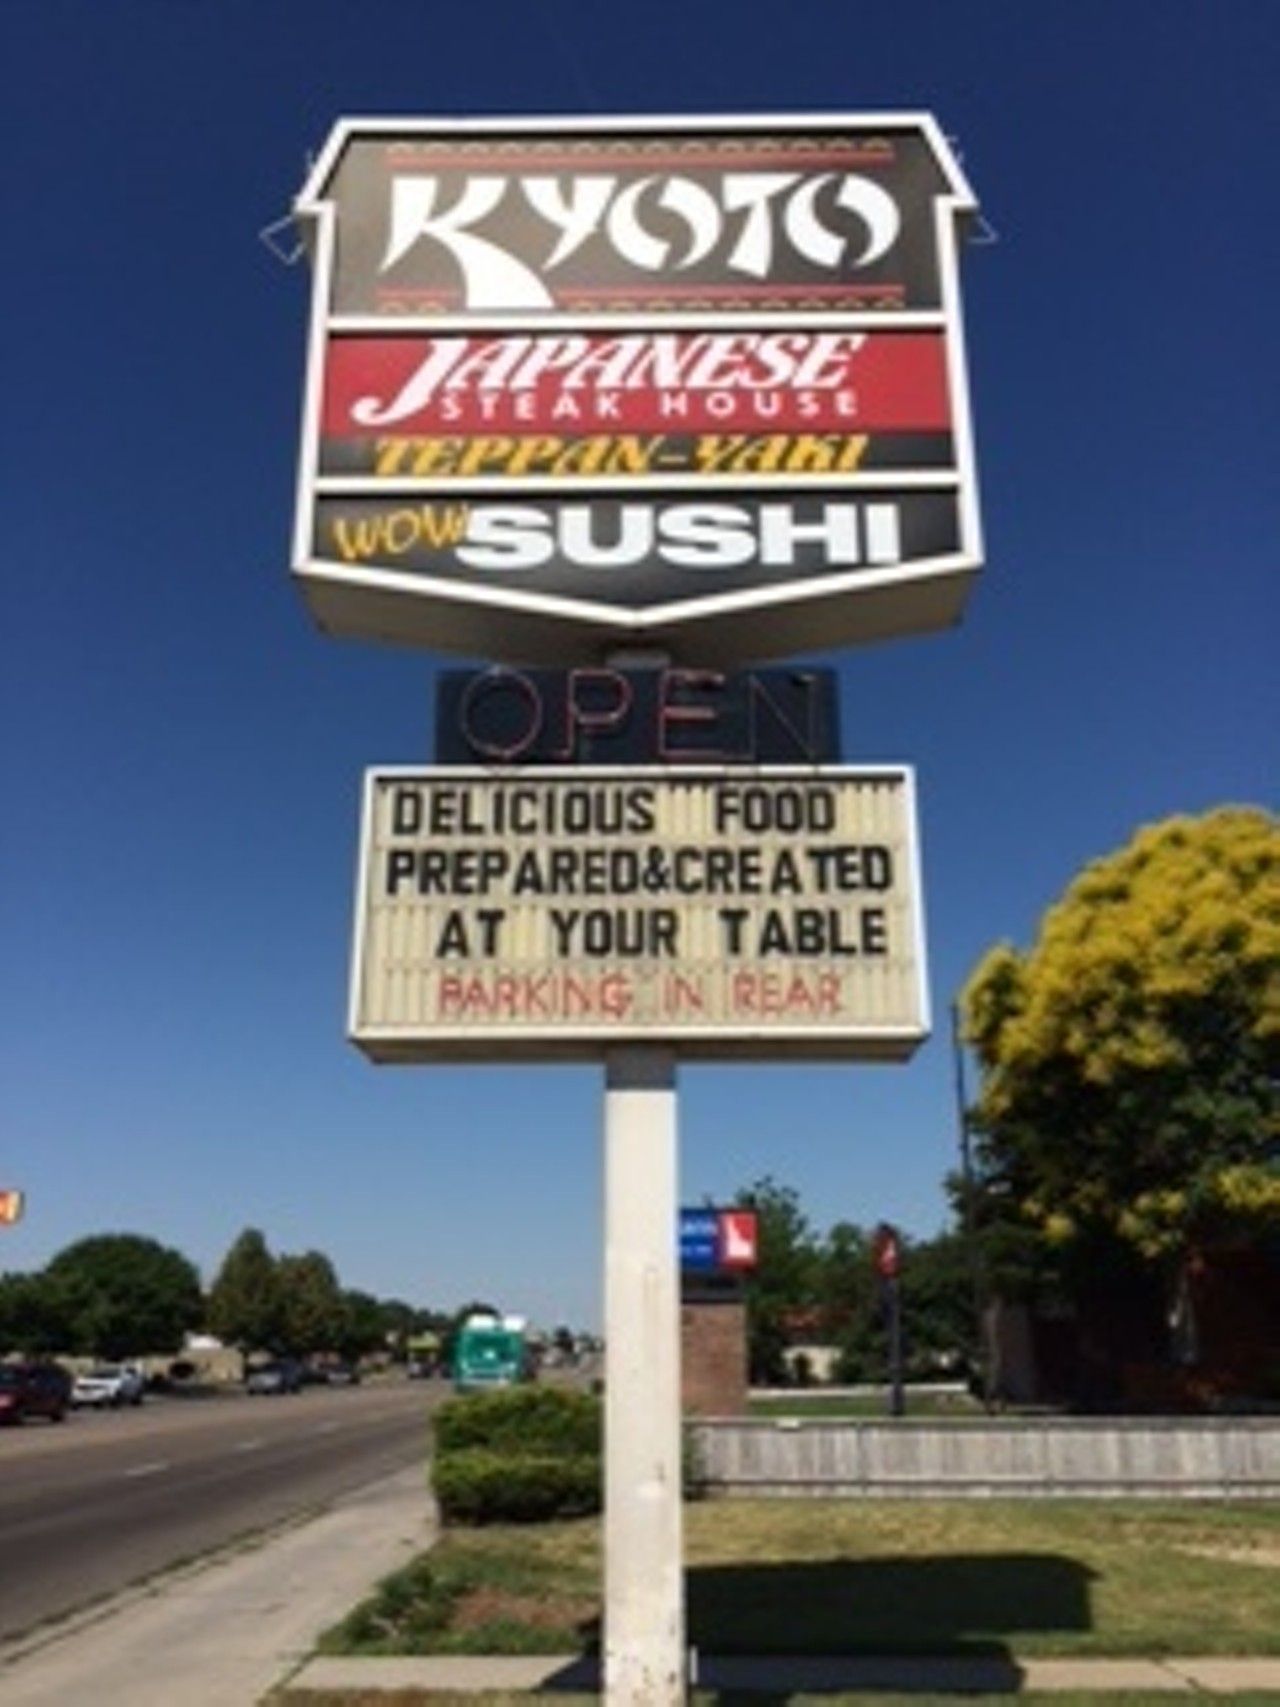 KYOTO
JAPANESE
STEAK HOUSE
TEPPAN-YAKI
WOW SUSHI
OPEN
DELICIOUS FOOD
PREPARED&CREATED
AT YOUR TABLE
PARKING IN REAR